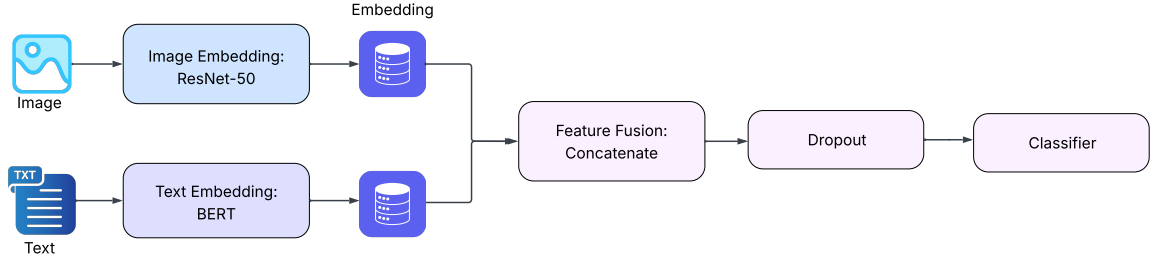 Embedding
Image Embedding:
ResNet-50
Image
Feature Fusion:
Concatenate
Dropout
Classifier
TXT
Text Embedding:
BERT
Text